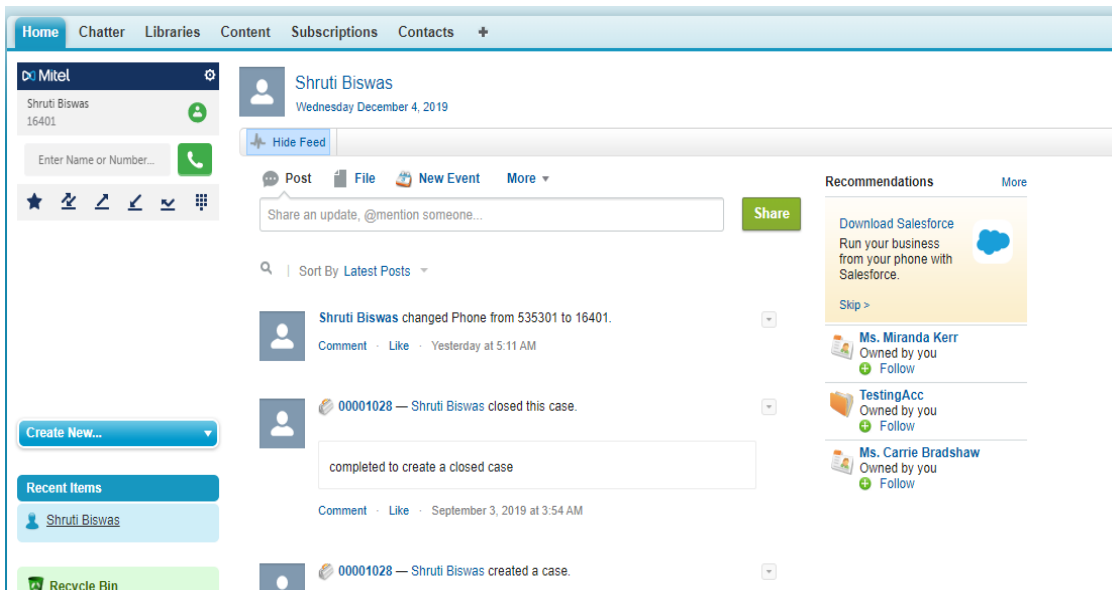 Home Chatter Libraries Content Subscriptions Contacts +
Mitel
Shruti Biswas
16401
Enter Name or Number...
Create New...
Recent Items
Shruti Biswas
Recycle Bin
Shruti Biswas
Wednesday December 4, 2019
Hide Feed
Post File New Event More
Share an update, @mention someone...
Share
Sort By Latest Posts
Shruti Biswas changed Phone from 535301 to 16401.
Comment · Like · Yesterday at 5:11 AM
00001028 — Shruti Biswas closed this case.
completed to create a closed case
Comment · Like · September 3, 2019 at 3:54 AM
00001028 — Shruti Biswas created a case.
Recommendations More
Download Salesforce
Run your business
from your phone with
Salesforce.
Skip >
Ms. Miranda Kerr
Owned by you
Follow
TestingAcc
Owned by you
Follow
Ms. Carrie Bradshaw
Owned by you
Follow